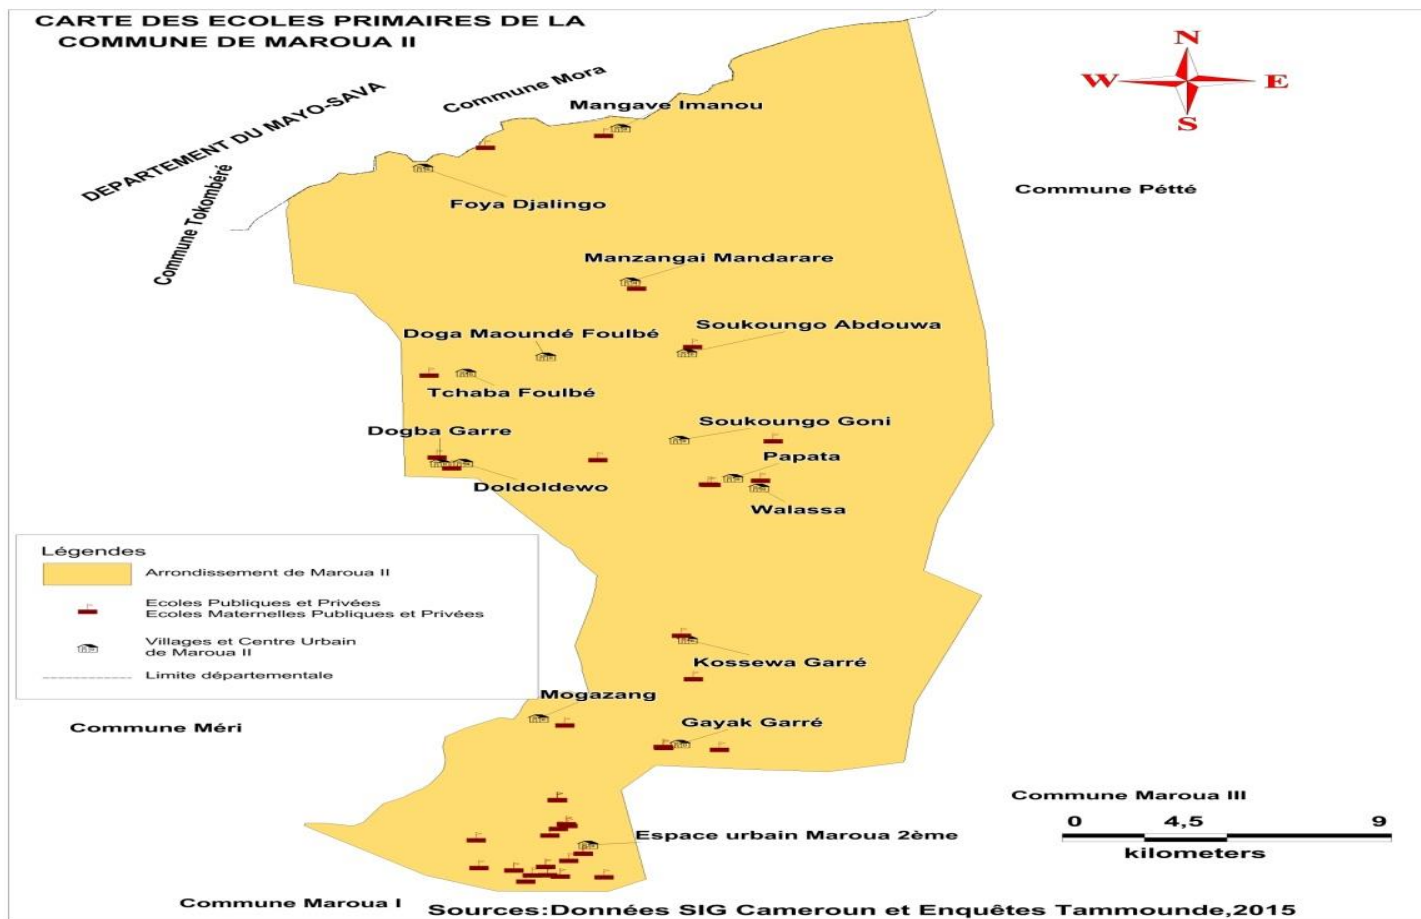 CARTE DES ECOLES PRIMAIRES DE LA
COMMUNE DE MAROUA II
N
W
E
S
DEPARTEMENT DU MAYO-SAVA
Commune Mora
Commune Tokombéré
Mangave Imanou
Foya Djalingo
Commune Pétté
Manzangai Mandarare
Doga Maoundé Foulbé
Soukoungo Abdouwa
Tchaba Foulbé
Dogba Garre
Soukoungo Goni
Papata
Doldoldewo
Walassa
Légendes
Arrondissement de Maroua II
Ecoles Publiques et Privées
Ecoles Maternelles Publiques et Privées
Villages et Centre Urbain
de Maroua II
Limite départementale
Kossewa Garré
Mogazang
Commune Méri
Gayak Garré
Commune Maroua III
0 4,5 9
kilometers
Espace urbain Maroua 2ème
Commune Maroua I
Sources:Données SIG Cameroun et Enquêtes Tammounde,2015